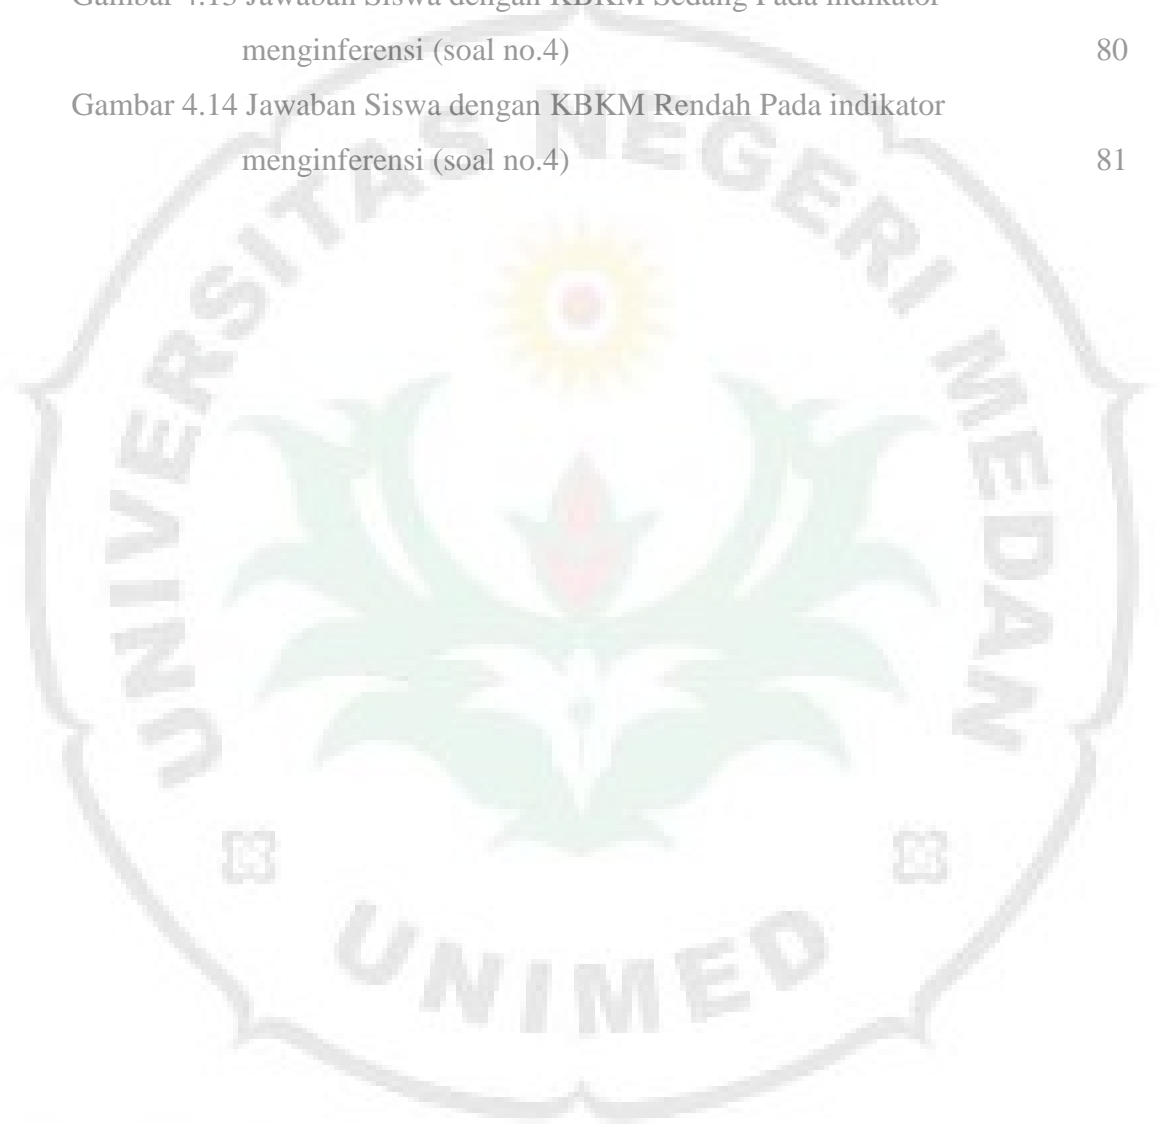 Gambar 4.13 Jawaban Siswa dengan KBKM Sedang Pada indikator
menginferensi (soal no.4) 80
Gambar 4.14 Jawaban Siswa dengan KBKM Rendah Pada indikator
menginferensi (soal no.4) 81
UNIVERSITAS NEGERI MEDAN
UNIMED